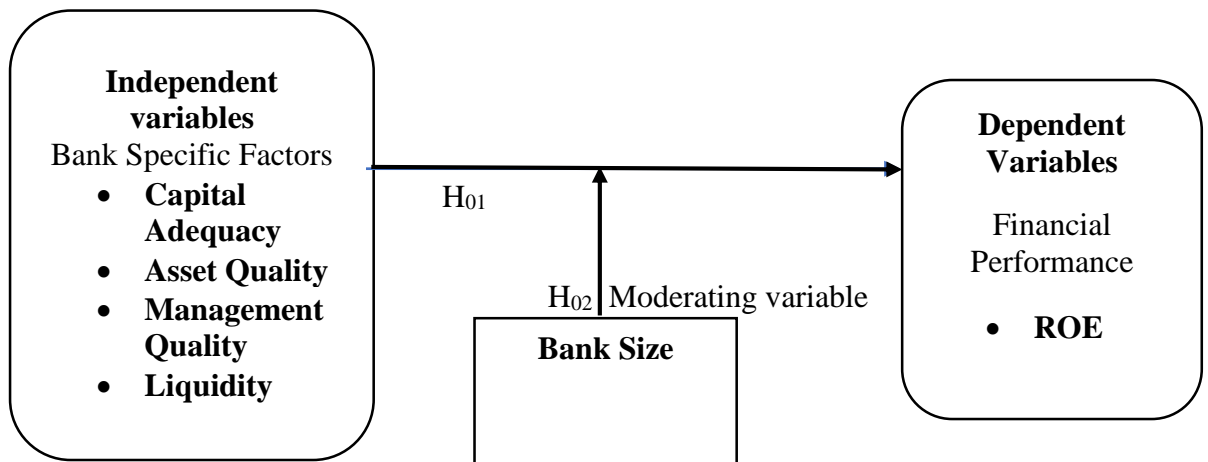 Independent
variables
Bank Specific Factors
• Capital
Adequacy
• Asset Quality
• Management
Quality
• Liquidity
H01
H02 Moderating variable
Bank Size
Dependent
Variables
Financial
Performance
• ROE